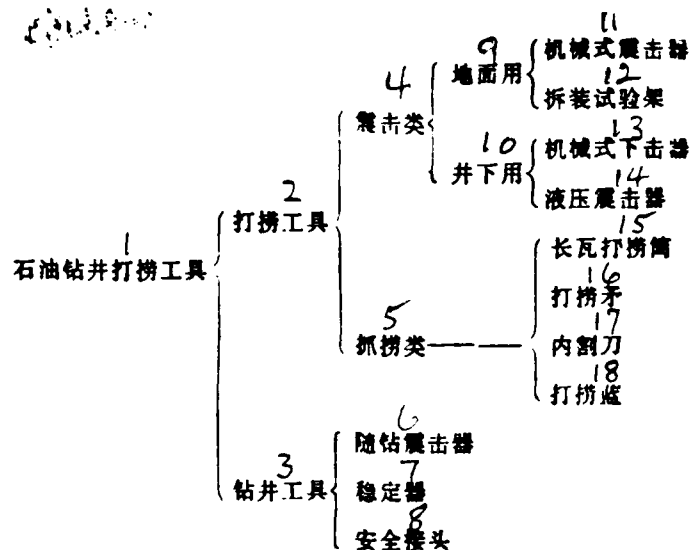 11
9 机械式震击器
地面用 12
4 拆装试验架
震击类 13
10 机械式下击器
井下用 14
2 液压震击器
打捞工具 15
1 长瓦打捞筒
石油钻井打捞工具 16
打捞矛
5 17
抓捞类 内割刀
18
打捞篮
6
随钻震击器
3 7
钻井工具 稳定器
8
安全接头